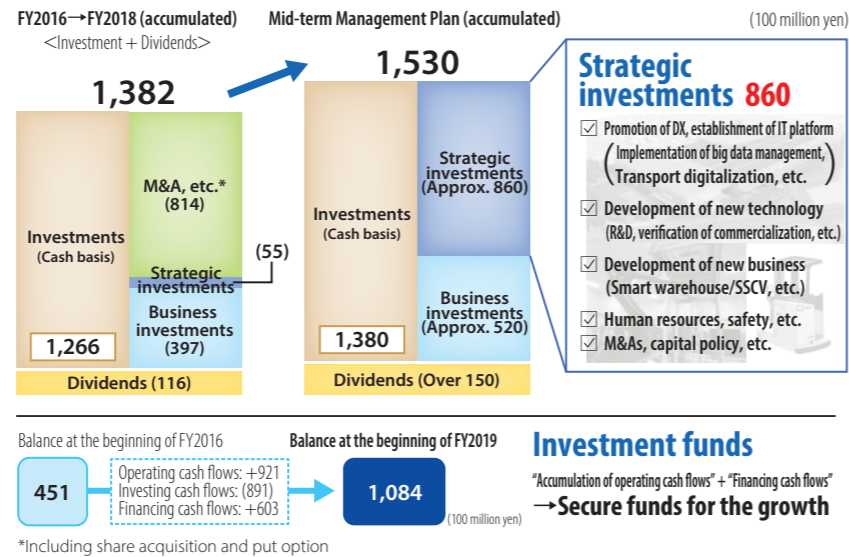 FY2016→FY2018 (accumulated)
<Investment + Dividends>
1,382
Investments
(Cash basis)
1,266
M&A, etc.*
(814)
(55)
Strategic
investments
Business
investments
(397)
Dividends (116)
Mid-term Management Plan (accumulated)
1,530
Investments
(Cash basis)
1,380
Strategic
investments
(Approx. 860)
Business
investments
(Approx. 520)
Dividends (Over 150)
(100 million yen)
Strategic
investments 860
☑ Promotion of DX, establishment of IT platform
(Implementation of big data management,
Transport digitalization, etc.)
☑ Development of new technology
(R&D, verification of commercialization, etc.)
☑ Development of new business
(Smart warehouse/SSCV, etc.)
☑ Human resources, safety, etc.
☑ M&As, capital policy, etc.
Balance at the beginning of FY2016
451
Operating cash flows: +921
Investing cash flows: (891)
Financing cash flows: +603
Balance at the beginning of FY2019
1,084
(100 million yen)
Investment funds
"Accumulation of operating cash flows" + "Financing cash flows"
→Secure funds for the growth
*Including share acquisition and put option